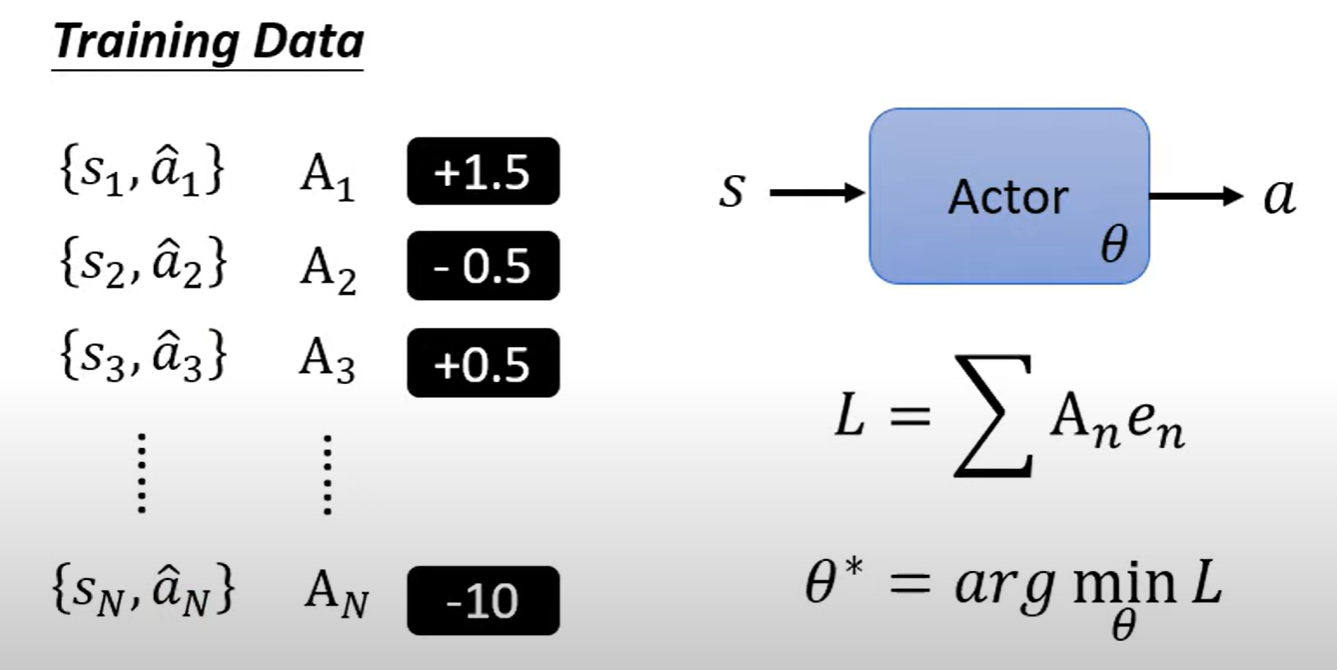 Training Data
{s₁, â₁} A₁ +1.5
{s₂, â₂} A₂ - 0.5
{s₃, â₃} A₃ +0.5
{s_N, â_N} A_N -10
s Actor a
θ
L = ∑ Aₙeₙ
θ* = arg min L
θ